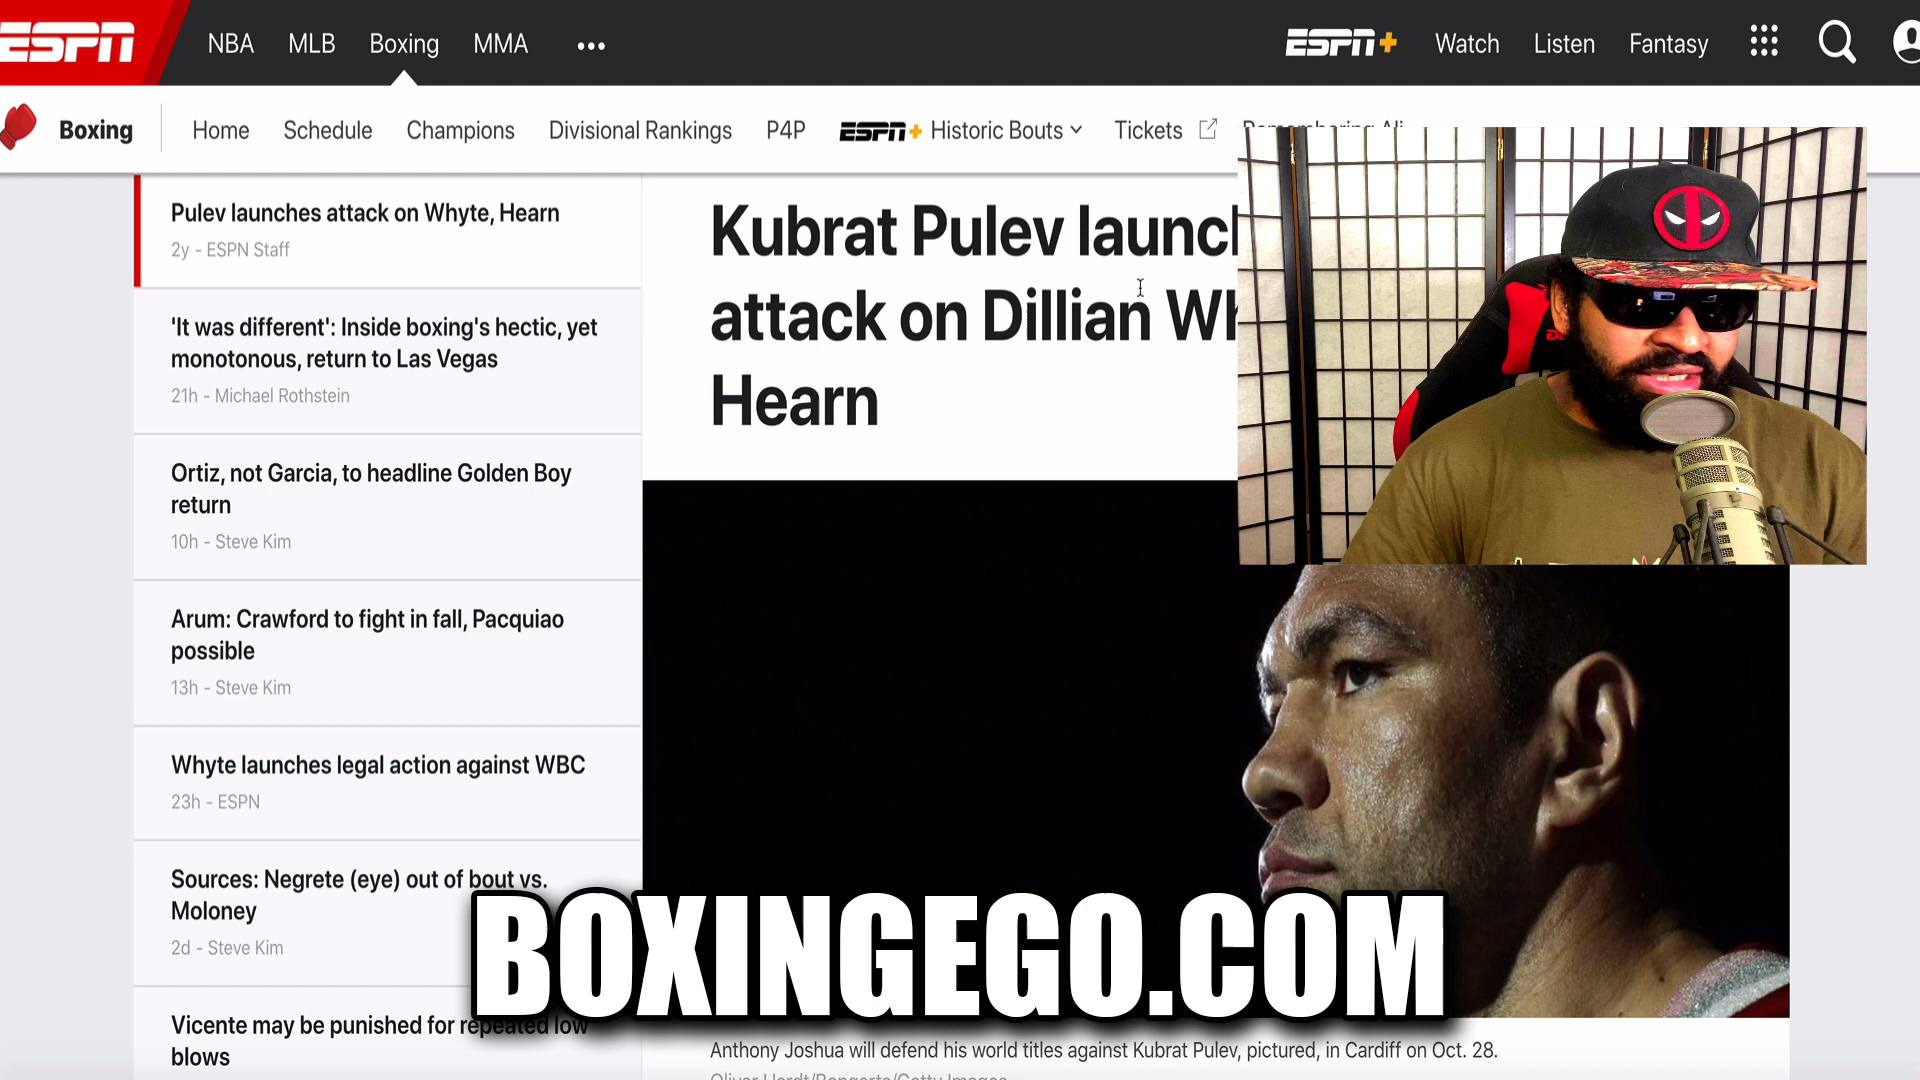 ESPN
NBA
MLB
Boxing
MMA
ESPN+
Watch
Listen
Fantasy
Boxing
Home
Schedule
Champions
Divisional Rankings
P4P
ESPN+ Historic Bouts
Tickets
Remembering Ali
Pulev launches attack on Whyte, Hearn
2y - ESPN Staff
'It was different': Inside boxing's hectic, yet
monotonous, return to Las Vegas
21h - Michael Rothstein
Ortiz, not Garcia, to headline Golden Boy
return
10h - Steve Kim
Arum: Crawford to fight in fall, Pacquiao
possible
13h - Steve Kim
Whyte launches legal action against WBC
23h - ESPN
Sources: Negrete (eye) out of bout vs.
Moloney
2d - Steve Kim
Vicente may be punished for repeated low
blows
Kubrat Pulev launc
attack on Dillian Wh
Hearn
BOXINGEGO.COM
Anthony Joshua will defend his world titles against Kubrat Pulev, pictured, in Cardiff on Oct. 28.